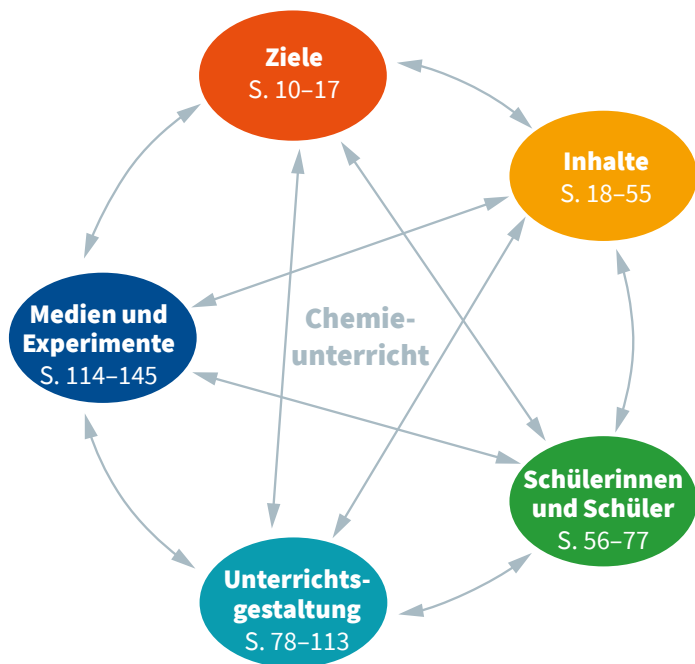 Ziele
S. 10–17
Inhalte
S. 18–55
Chemie-
unterricht
Medien und
Experimente
S. 114–145
Schülerinnen
und Schüler
S. 56–77
Unterrichts-
gestaltung
S. 78–113